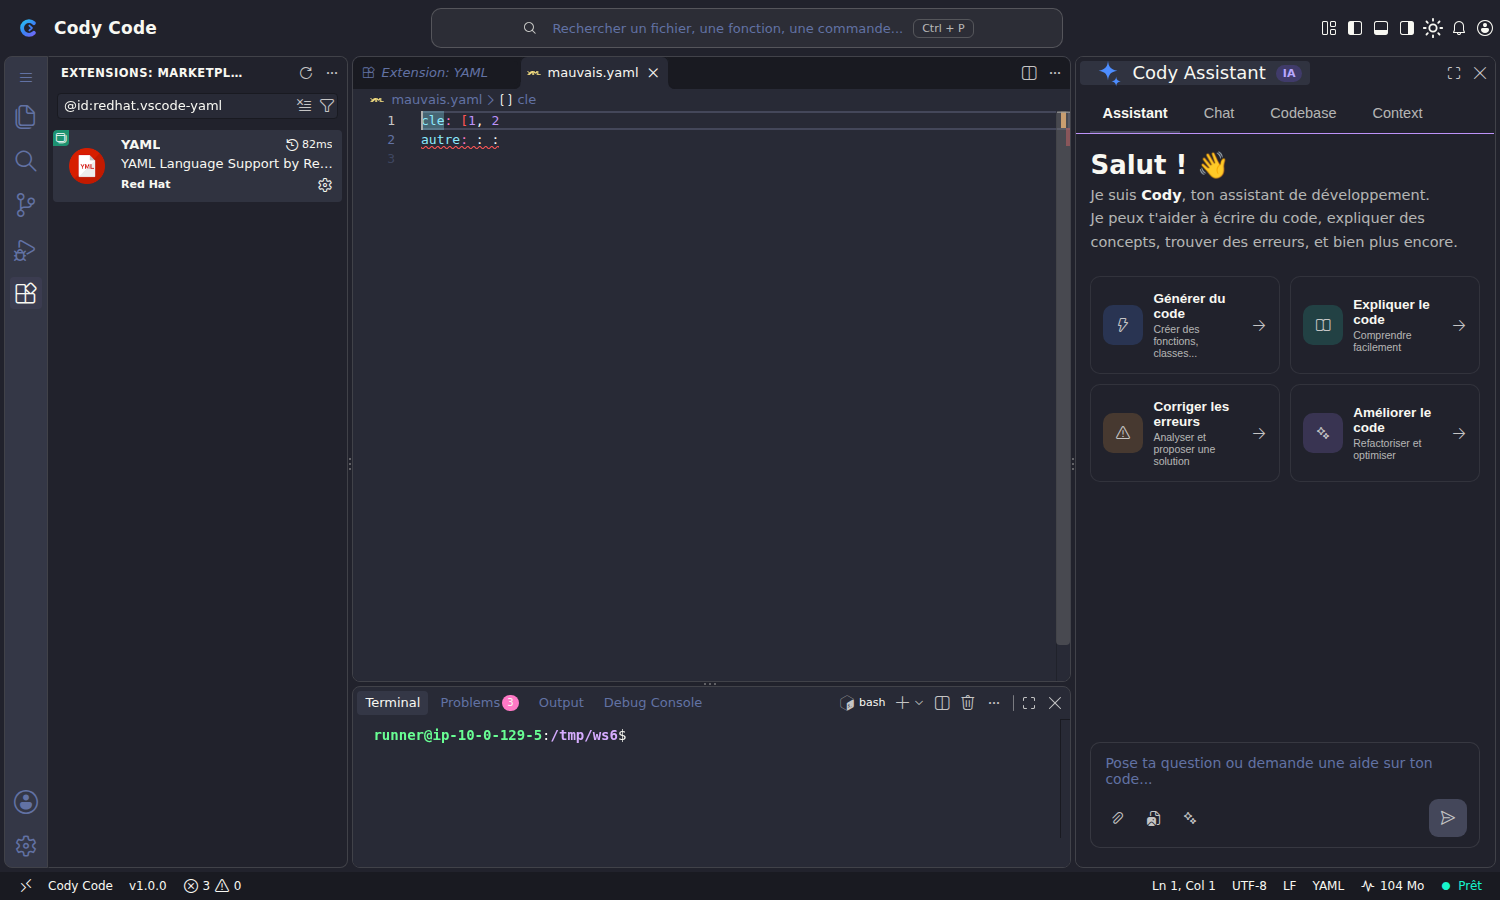 Cody Code
Rechercher un fichier, une fonction, une commande...
Ctrl + P
EXTENSIONS: MARKETPL...
@id:redhat.vscode-yaml
YAML
82ms
YAML Language Support by Re...
Red Hat
Extension: YAML
mauvais.yaml
mauvais.yaml
[ ] cle
1 cle: [1, 2
2 autre: : :
3
Terminal
Problems 3
Output
Debug Console
bash
runner@ip-10-0-129-5:/tmp/ws6$
Cody Assistant
IA
Assistant
Chat
Codebase
Context
Salut ! 👋
Je suis Cody, ton assistant de développement.
Je peux t'aider à écrire du code, expliquer des
concepts, trouver des erreurs, et bien plus encore.
Générer du
code
Créer des
fonctions,
classes...
Expliquer le
code
Comprendre
facilement
Corriger les
erreurs
Analyser et
proposer une
solution
Améliorer le
code
Refactoriser et
optimiser
Pose ta question ou demande une aide sur ton
code...
Cody Code
v1.0.0
3
0
Ln 1, Col 1
UTF-8
LF
YAML
104 Mo
Prêt